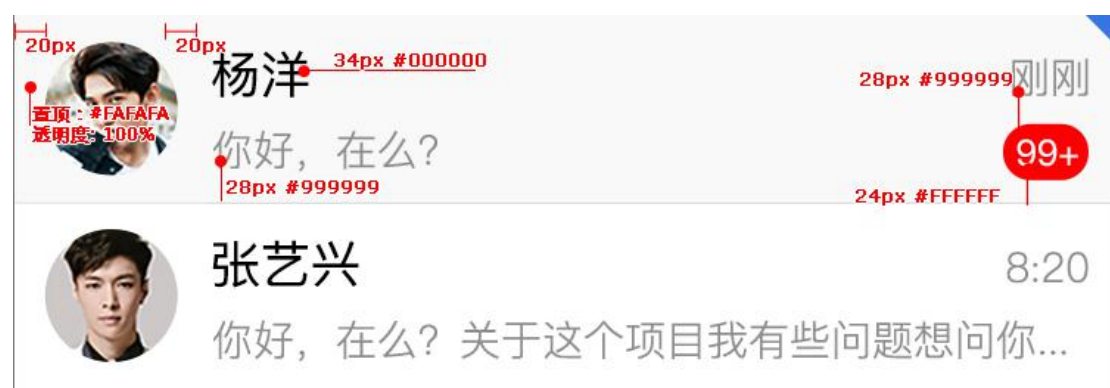 20px
20px
杨洋
34px #000000
28px #999999
刚刚
置顶：#FAFAFA
透明度: 100%
你好，在么？
99+
28px #999999
24px #FFFFFF
张艺兴
8:20
你好，在么？关于这个项目我有些问题想问你...